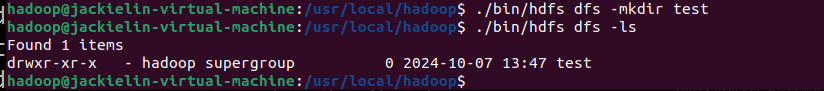 hadoop@jackielin-virtual-machine:/usr/local/hadoop$ ./bin/hdfs dfs -mkdir test
hadoop@jackielin-virtual-machine:/usr/local/hadoop$ ./bin/hdfs dfs -ls
Found 1 items
drwxr-xr-x   - hadoop supergroup          0 2024-10-07 13:47 test
hadoop@jackielin-virtual-machine:/usr/local/hadoop$